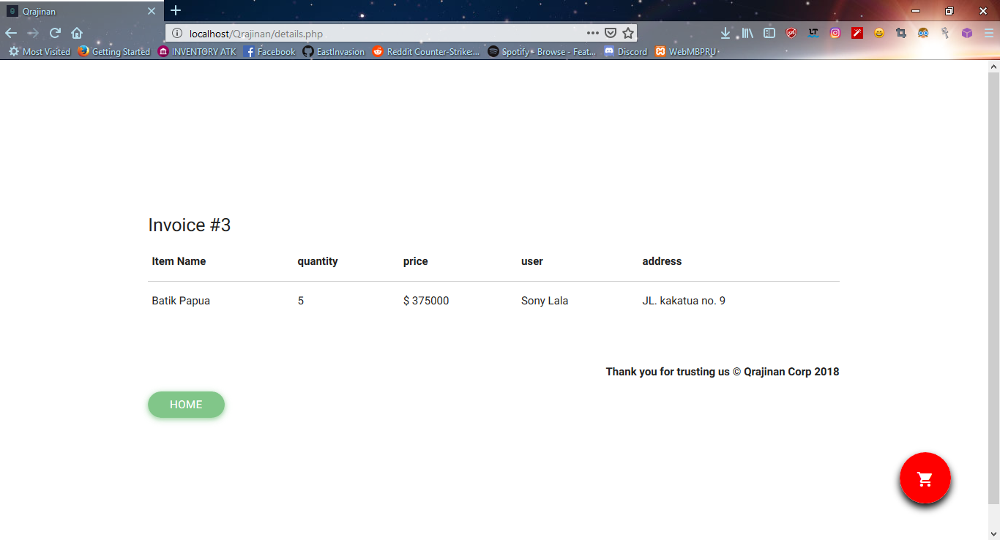 Qrajinan
localhost/Qrajinan/details.php
Most Visited Getting Started INVENTORY ATK Facebook EastInvasion Reddit Counter-Strike:... Spotify - Browse - Feat... Discord WebMBPRU
LT
Invoice #3
Item Name quantity price user address
Batik Papua 5 $ 375000 Sony Lala JL. kakatua no. 9
Thank you for trusting us © Qrajinan Corp 2018
HOME